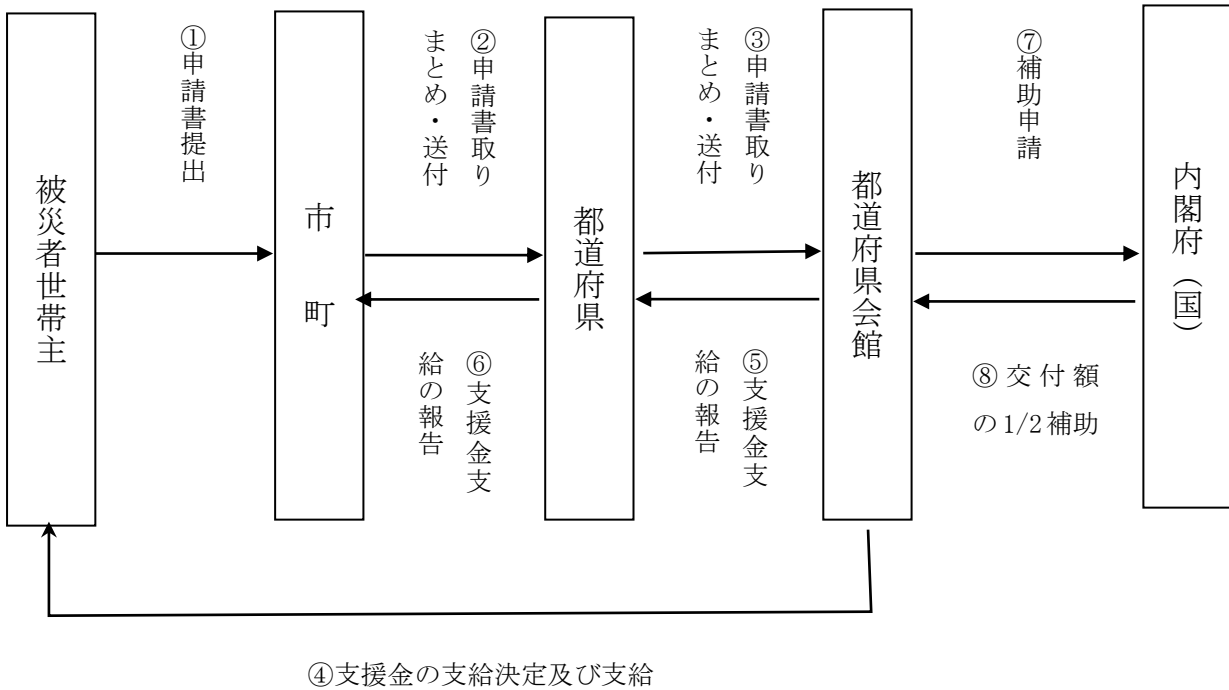 被災者世帯主
①申請書提出
市町
②申請書取り
まとめ・送付
都道府県
③申請書取り
まとめ・送付
都道府県会館
⑦補助申請
内閣府（国）
⑥支援金支
給の報告
⑤支援金支
給の報告
⑧交付額
の1/2補助
④支援金の支給決定及び支給